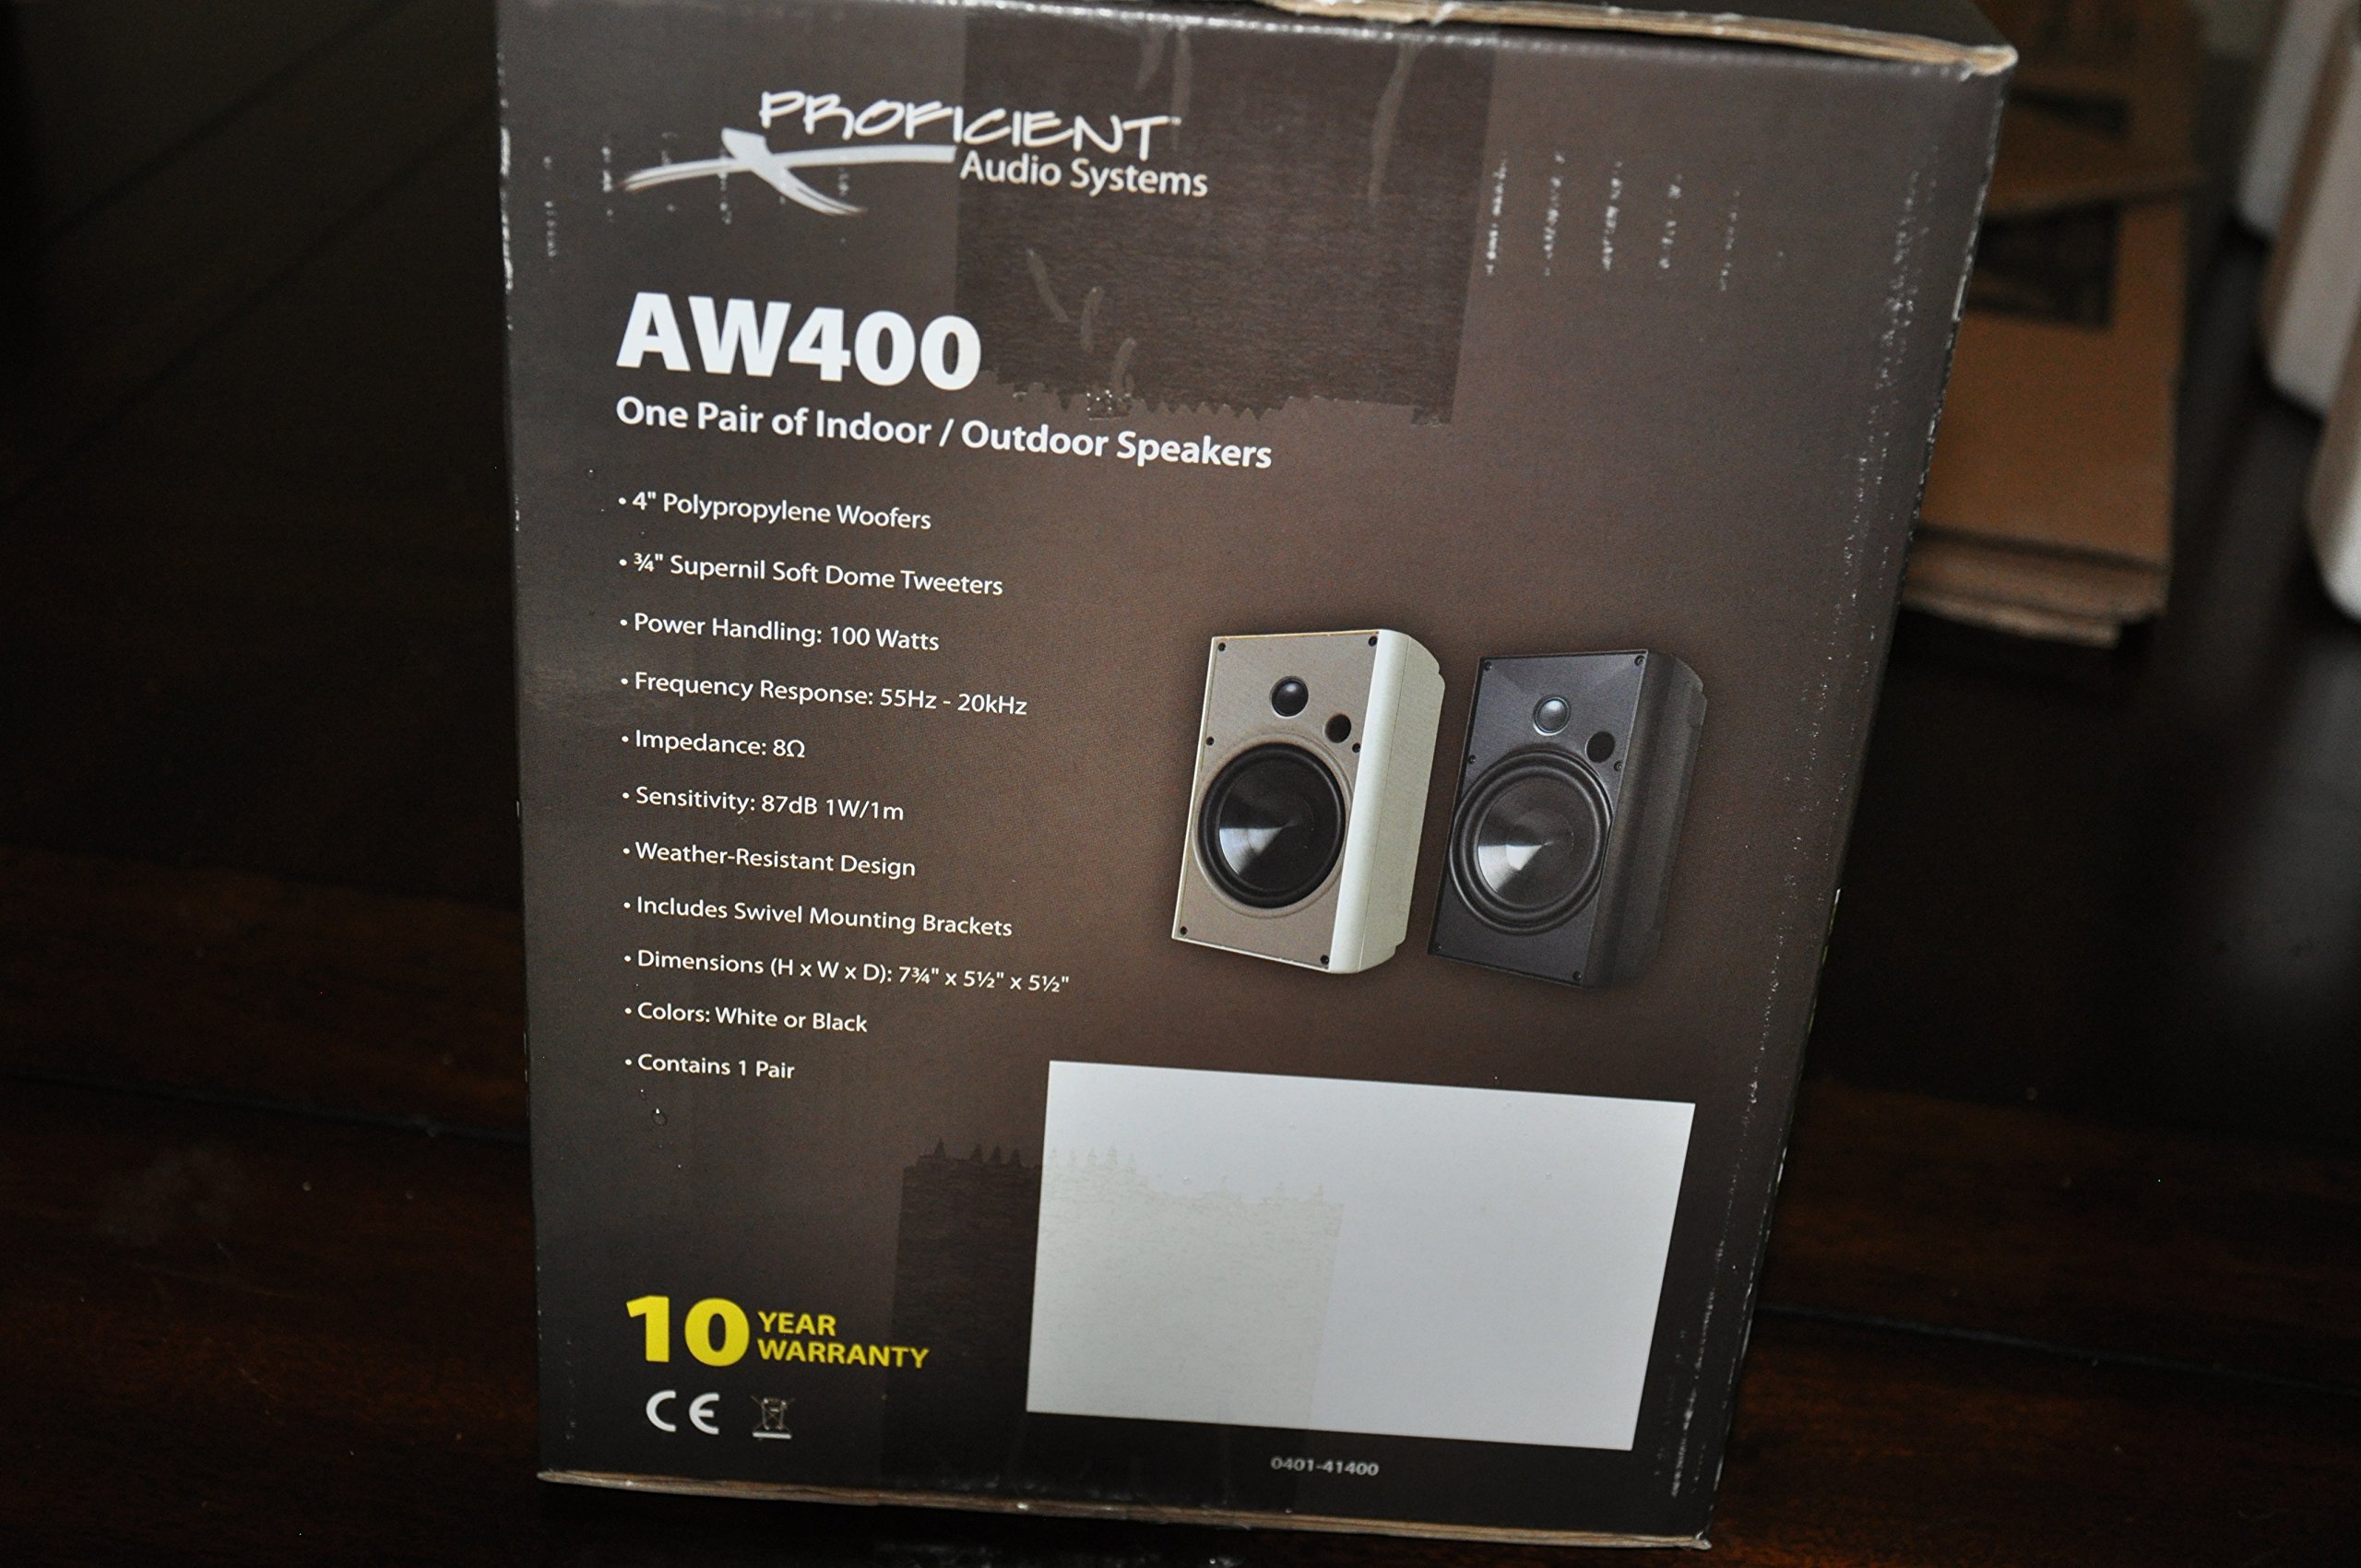 PROFICIENT
Audio Systems
AW400
One Pair of Indoor / Outdoor Speakers
• 4" Polypropylene Woofers
• ¾" Supernil Soft Dome Tweeters
• Power Handling: 100 Watts
• Frequency Response: 55Hz - 20kHz
• Impedance: 8Ω
• Sensitivity: 87dB 1W/1m
• Weather-Resistant Design
• Includes Swivel Mounting Brackets
• Dimensions (H x W x D): 7¾" x 5½" x 5½"
• Colors: White or Black
• Contains 1 Pair
10 YEAR
WARRANTY
CE
0401-41400